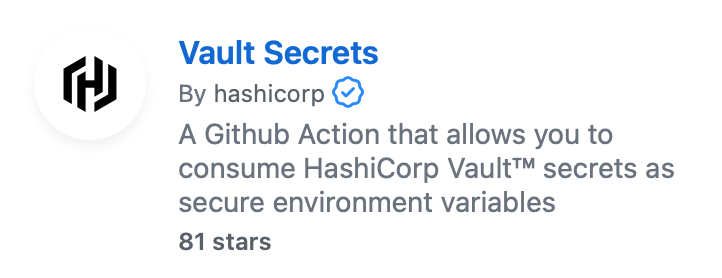 Vault Secrets
By hashicorp
A Github Action that allows you to
consume HashiCorp Vault™ secrets as
secure environment variables
81 stars